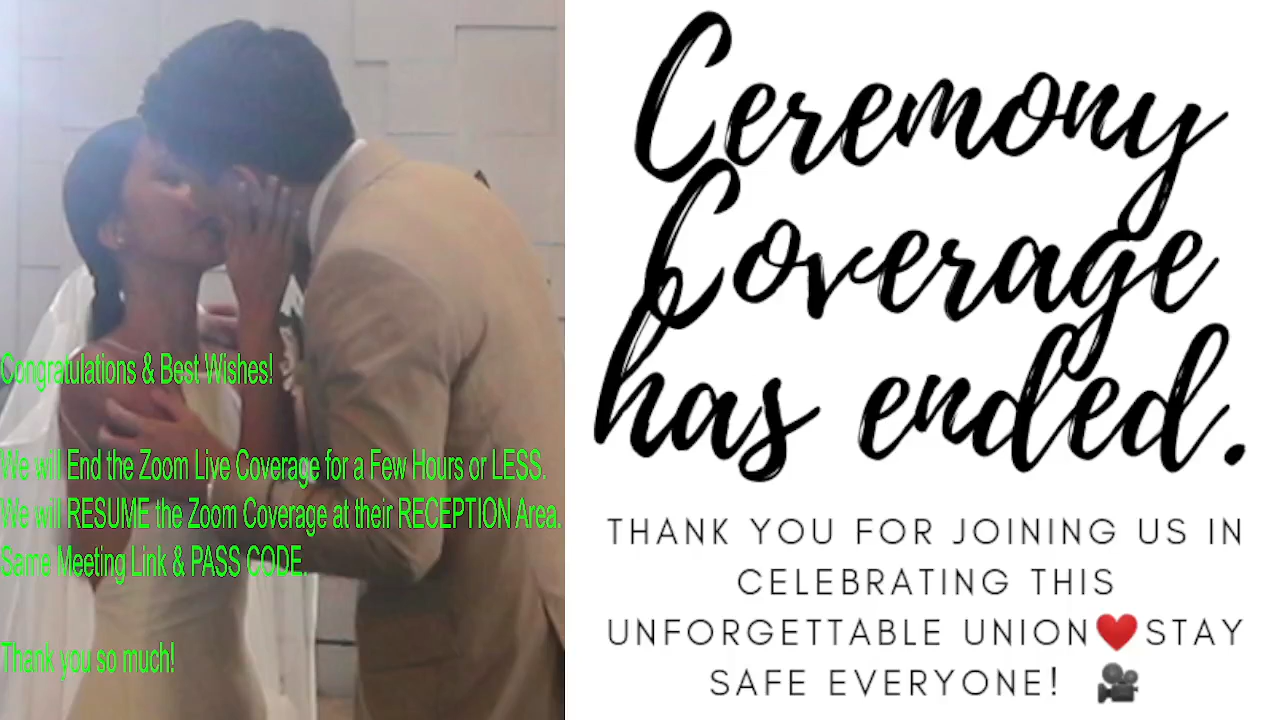 Congratulations & Best Wishes!
We will End the Zoom Live Coverage for a Few Hours or LESS.
We will RESUME the Zoom Coverage at their RECEPTION Area.
Same Meeting Link & PASS CODE.
Thank you so much!
Ceremony
Coverage
has ended.
THANK YOU FOR JOINING US IN
CELEBRATING THIS
UNFORGETTABLE UNION❤️STAY
SAFE EVERYONE! 🎥